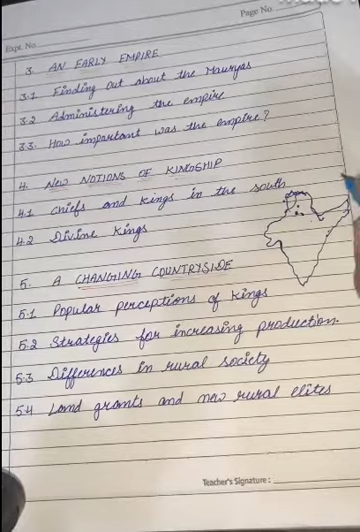 Page No.
Expt. No.
3. AN EARLY EMPIRE
3.1 Finding out about the Mauryas
3.2 Administering the empire
3.3. How important was the empire?
4. NEW NOTIONS OF KINGSHIP
4.1 Chiefs and kings in the south
4.2 Divine kings
5. A CHANGING COUNTRYSIDE
5.1 Popular perceptions of kings
5.2 Strategies for increasing production.
5.3 Differences in rural society
5.4 Land grants and new rural elites
Teacher's Signature :